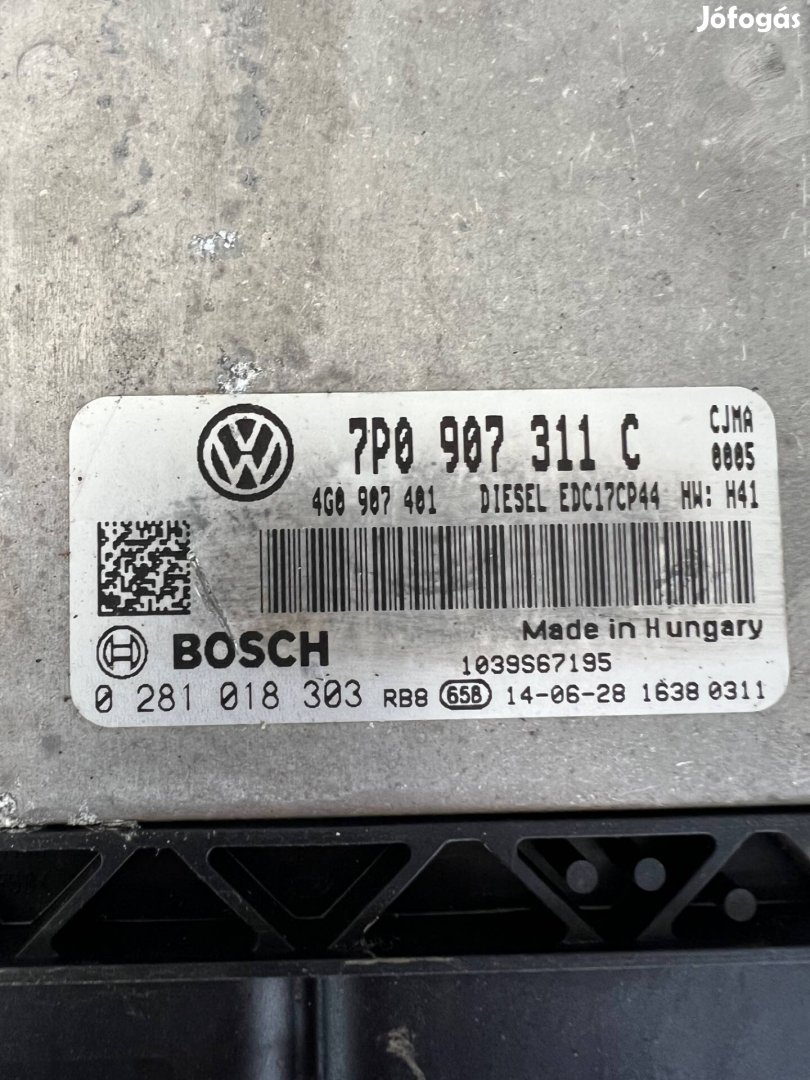 Jófogás
7P0 907 311 C CJMA
0005
4G0 907 401 DIESEL EDC17CP44 HW: H41
Made in Hungary
BOSCH
1039S67195
0 281 018 303 RB8 65B 14-06-28 1638 0311